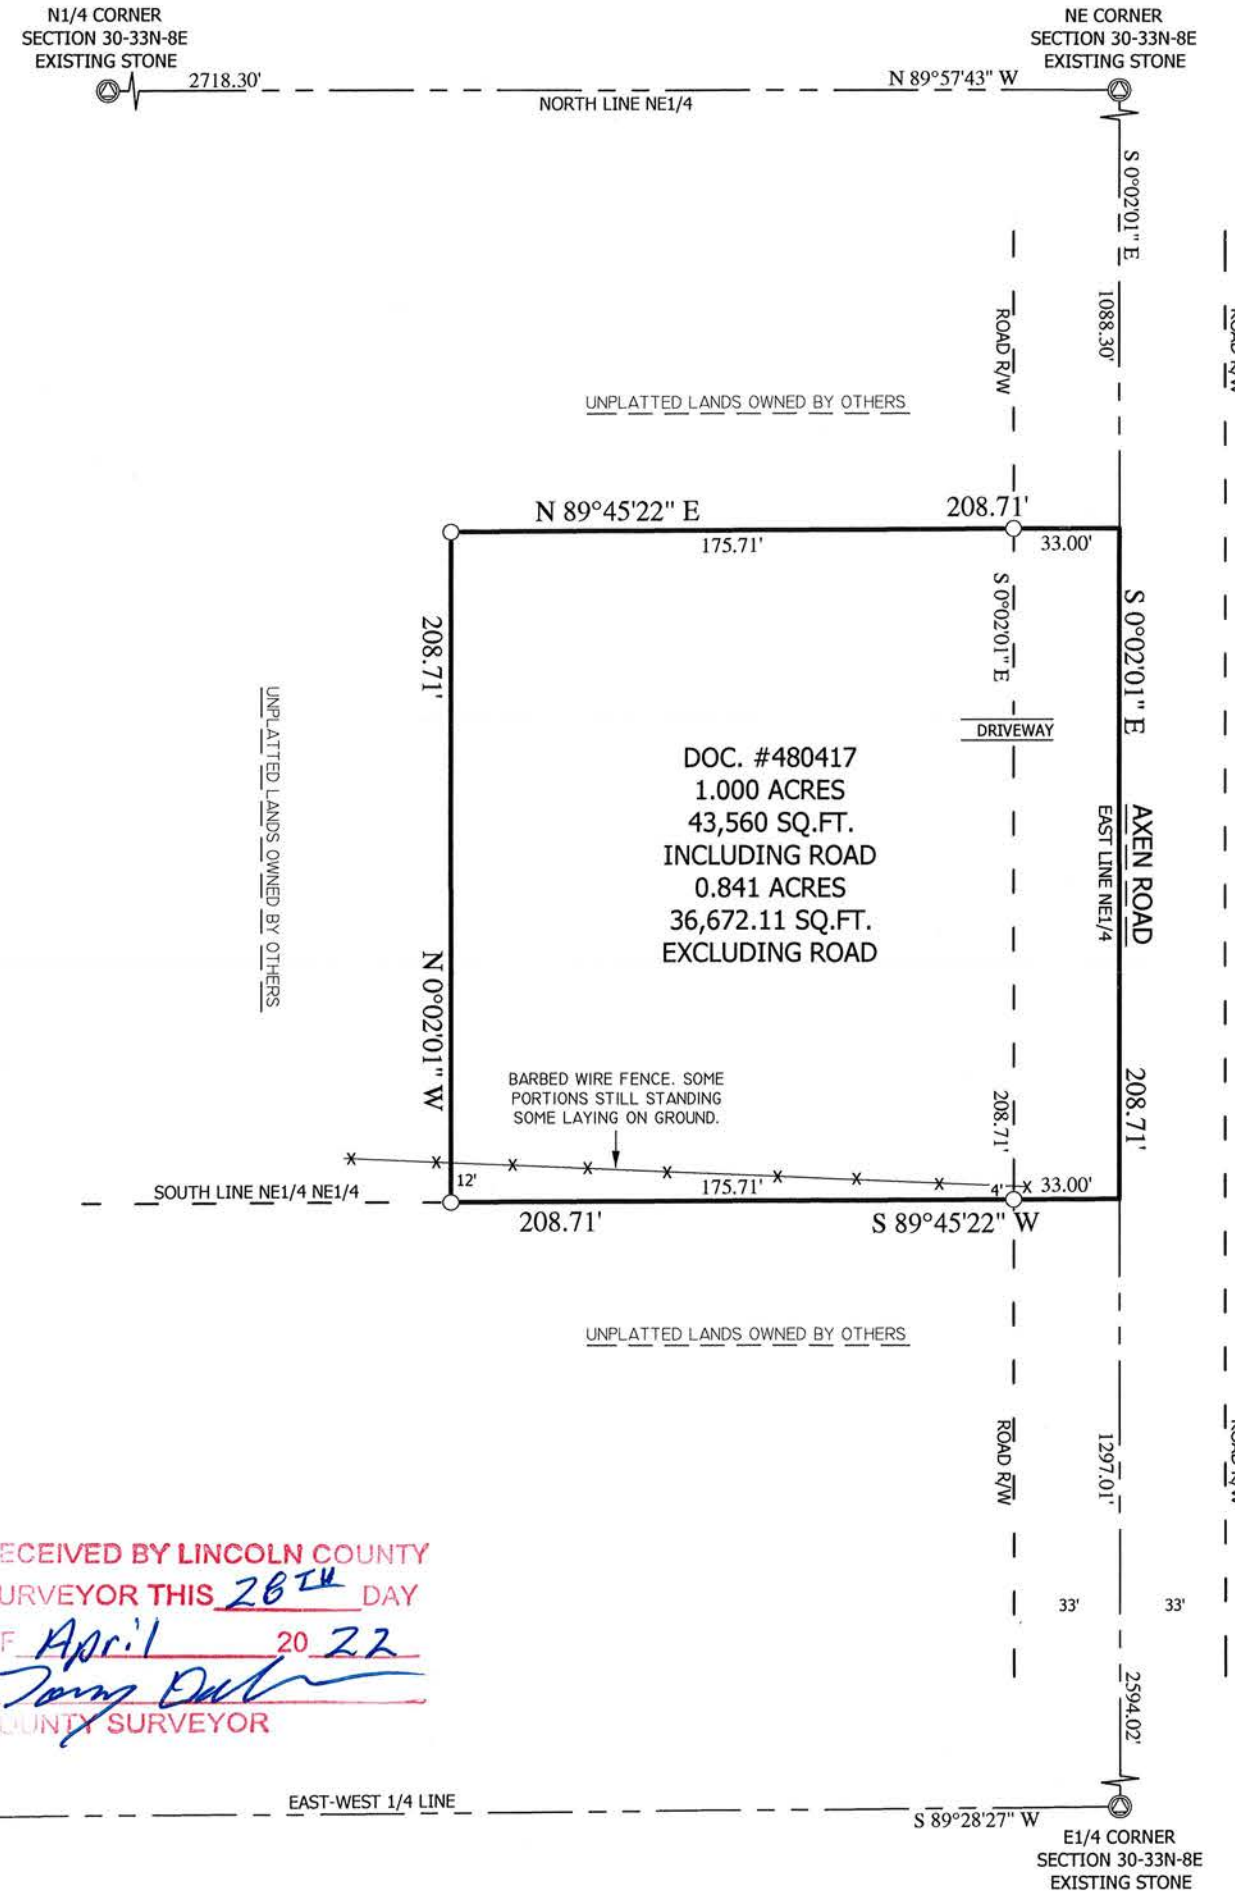 N1/4 CORNER
SECTION 30-33N-8E
EXISTING STONE
NE CORNER
SECTION 30-33N-8E
EXISTING STONE
2718.30'
N 89°57'43" W
NORTH LINE NE1/4
S 0°02'01" E
1088.30'
ROAD R/W
ROAD R/W
UNPLATTED LANDS OWNED BY OTHERS
N 89°45'22" E
208.71'
175.71'
33.00'
208.71'
N 0°02'01" W
UNPLATTED LANDS OWNED BY OTHERS
S 0°02'01" E
S 0°02'01" E
DRIVEWAY
DOC. #480417
1.000 ACRES
43,560 SQ.FT.
INCLUDING ROAD
0.841 ACRES
36,672.11 SQ.FT.
EXCLUDING ROAD
AXEN ROAD
EAST LINE NE1/4
208.71'
208.71'
BARBED WIRE FENCE. SOME
PORTIONS STILL STANDING
SOME LAYING ON GROUND.
12'
175.71'
4'
33.00'
SOUTH LINE NE1/4 NE1/4
208.71'
S 89°45'22" W
UNPLATTED LANDS OWNED BY OTHERS
ROAD R/W
1297.01'
ROAD R/W
33'
33'
2594.02'
ECEIVED BY LINCOLN COUNTY
URVEYOR THIS 28TH DAY
F April 20 22
OUNTY SURVEYOR
EAST-WEST 1/4 LINE
S 89°28'27" W
E1/4 CORNER
SECTION 30-33N-8E
EXISTING STONE